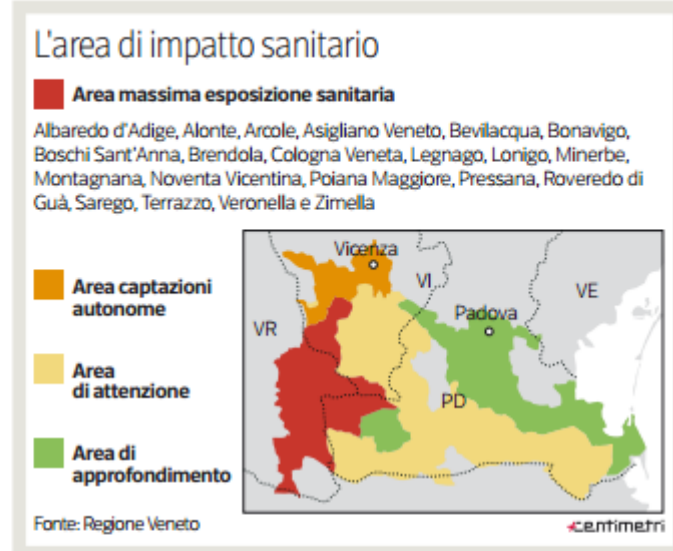 L'area di impatto sanitario
Area massima esposizione sanitaria
Albaredo d'Adige, Alonte, Arcole, Asigliano Veneto, Bevilacqua, Bonavigo,
Boschi Sant'Anna, Brendola, Cologna Veneta, Legnago, Lonigo, Minerbe,
Montagnana, Noventa Vicentina, Poiana Maggiore, Pressana, Roveredo di
Guà, Sarego, Terrazzo, Veronella e Zimella
Area captazioni
autonome
Area
di attenzione
Area di
approfondimento
Vicenza
VI
VE
Padova
VR
PD
Fonte: Regione Veneto
centimetri